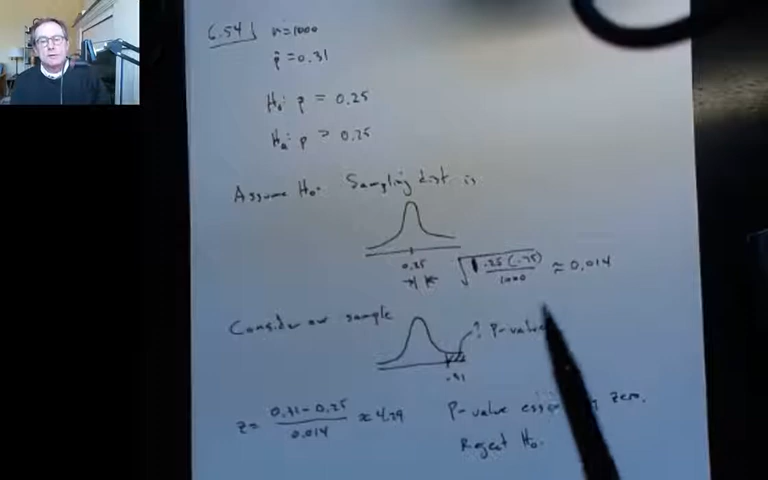 6.54 n=1000
p̂=0.31
H₀: p = 0.25
Hₐ: p > 0.25
Assume H₀. Sampling dist is
0.25
√.25(.75)/1000 ≈ 0.014
Consider our sample
? P-value
.31
z= 0.31-0.25/0.014 ≈ 4.29
P-value zero.
Reject H₀.